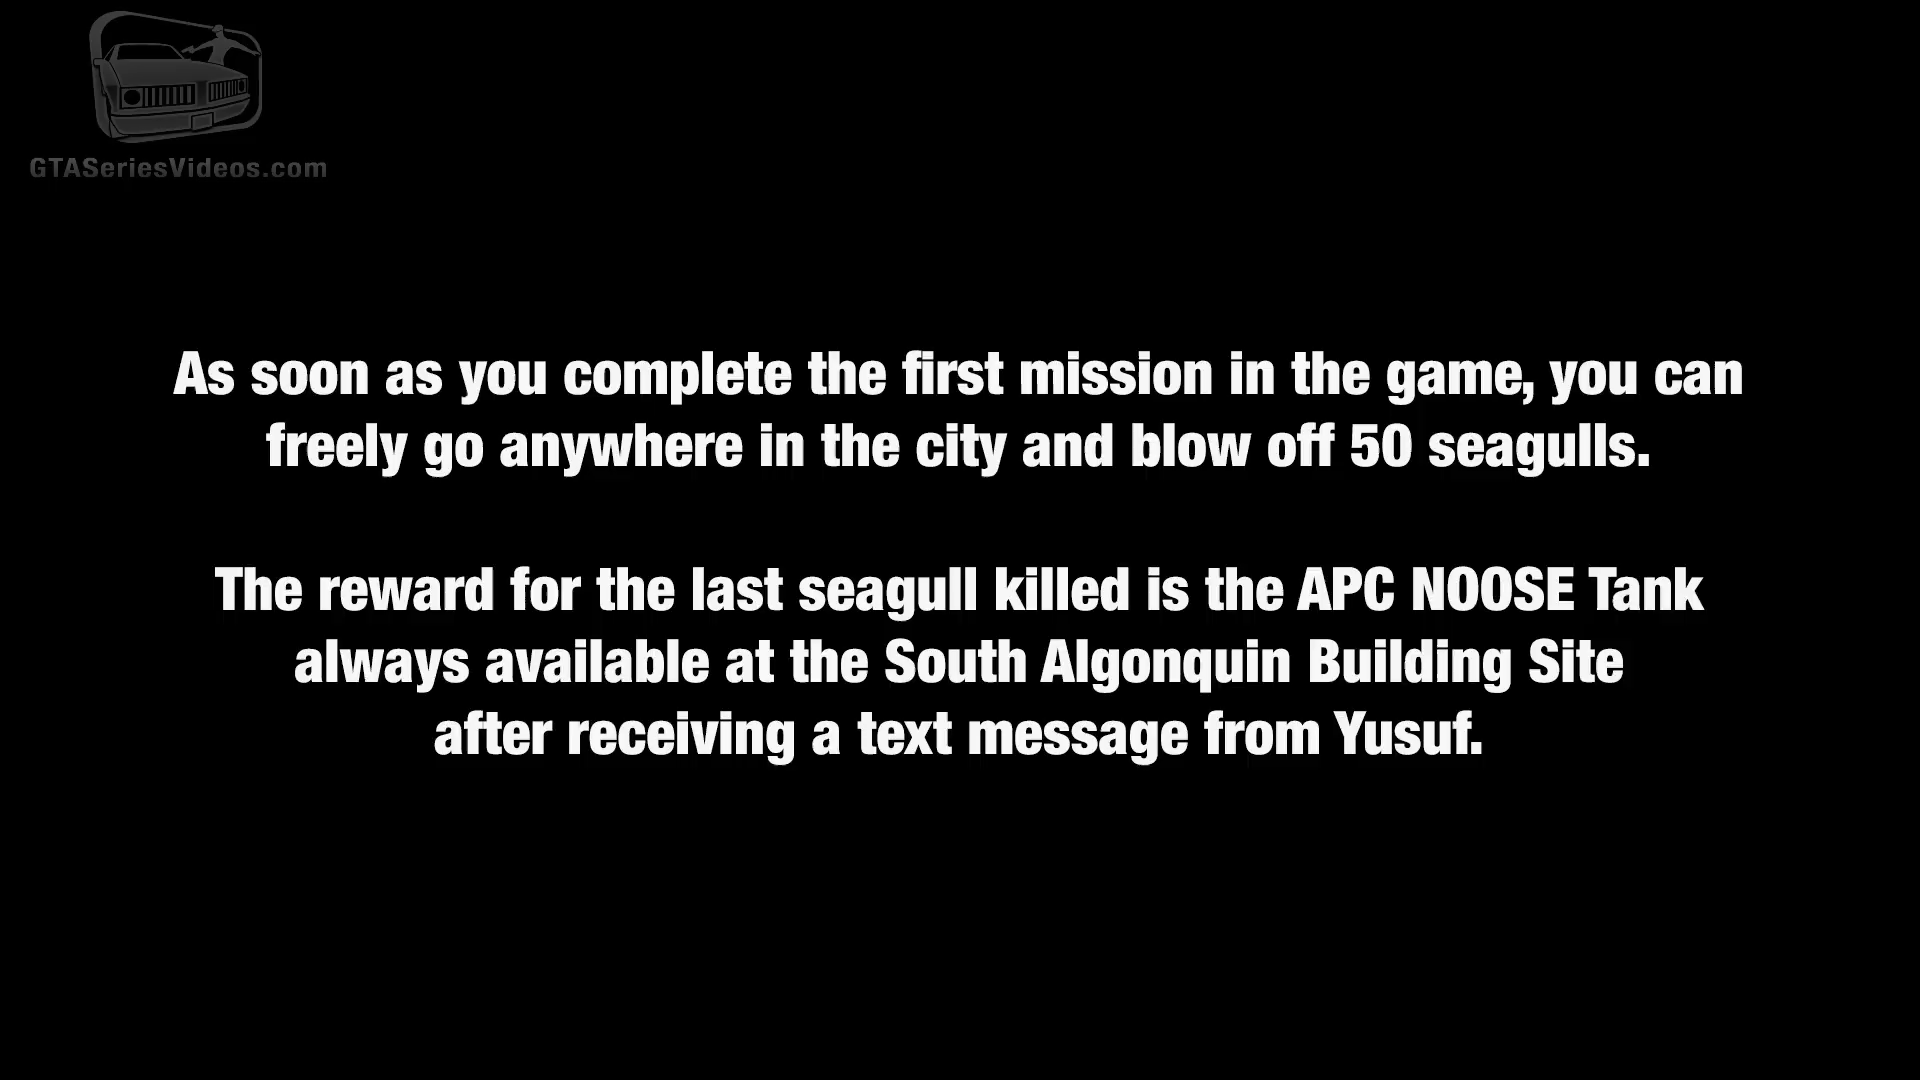 GTASeriesVideos.com
As soon as you complete the first mission in the game, you can
freely go anywhere in the city and blow off 50 seagulls.
The reward for the last seagull killed is the APC NOOSE Tank
always available at the South Algonquin Building Site
after receiving a text message from Yusuf.